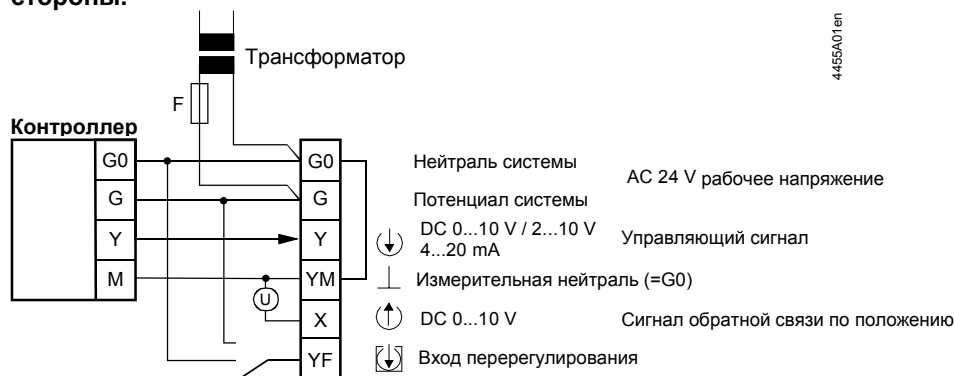 стороны.
4455A01en
Трансформатор
F
Контроллер
G0 G0 Нейтраль системы
AC 24 V рабочее напряжение
G G Потенциал системы
Y Y DC 0...10 V / 2...10 V
4...20 mA
Управляющий сигнал
M YM Измерительная нейтраль (=G0)
U
X DC 0...10 V Сигнал обратной связи по положению
YF Вход перерегулирования